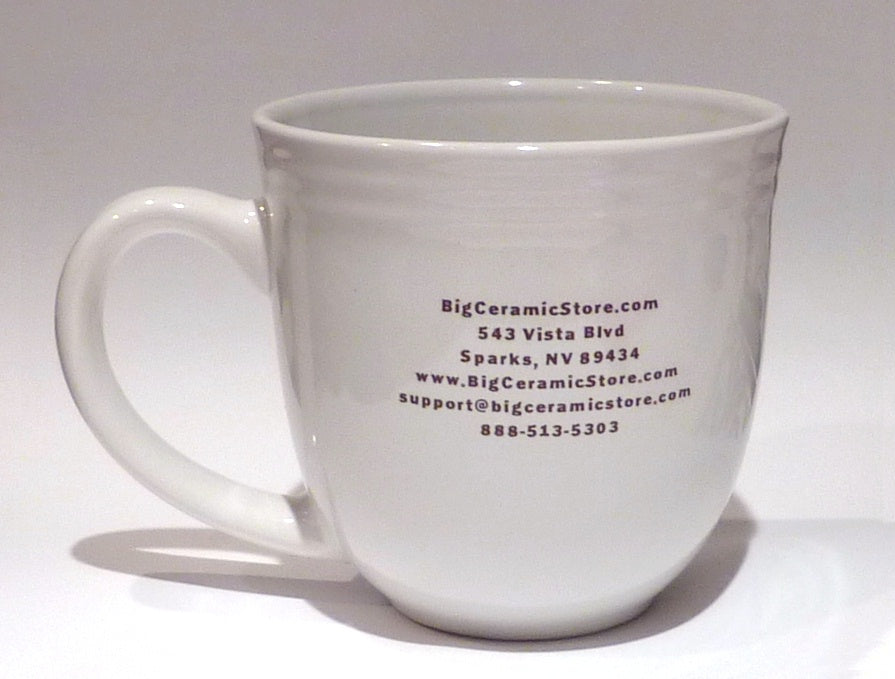 BigCeramicStore.com
543 Vista Blvd
Sparks, NV 89434
www.BigCeramicStore.com
support@bigceramicstore.com
888-513-5303